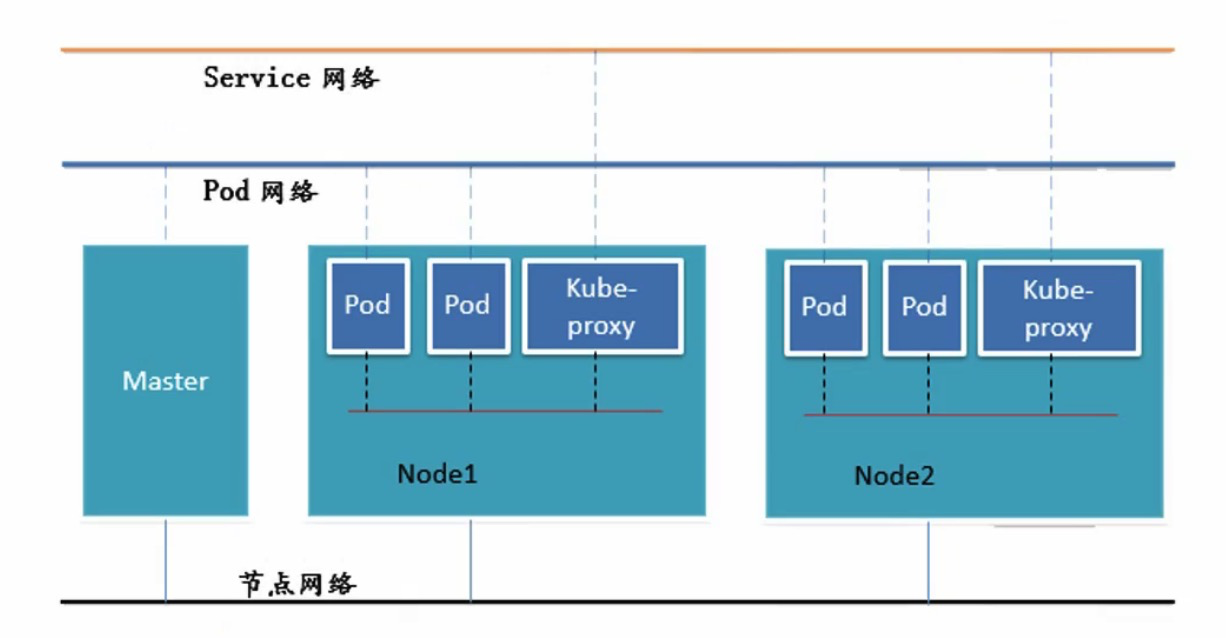 Service 网络
Pod 网络
Master
Pod
Pod
Kube-
proxy
Node1
Pod
Pod
Kube-
proxy
Node2
节点网络